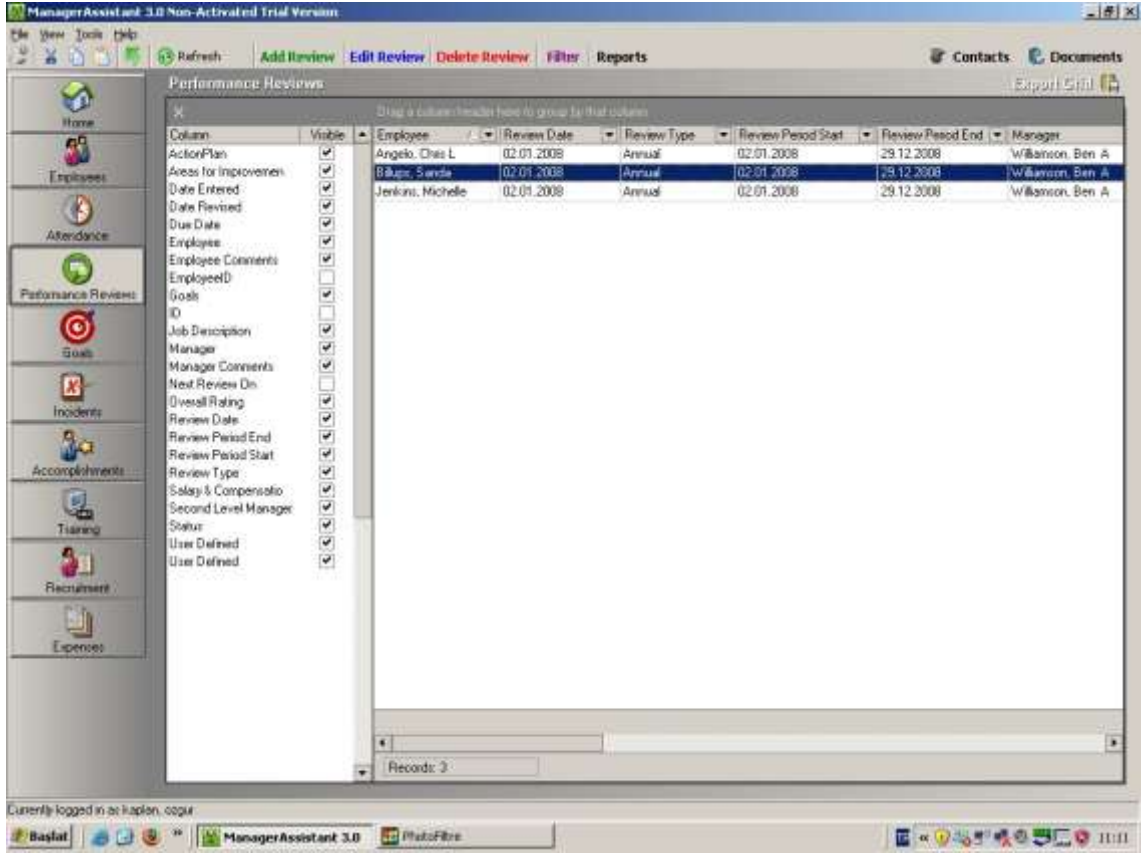 ManagerAssistant 3.0 Non-Activated Trial Version
File View Tools Help
Refresh Add Review Edit Review Delete Review Filter Reports Contacts Documents
Performance Reviews Export Grid
Drag a column header here to group by that column
Home
Employees
Attendance
Performance Reviews
Goals
Incidents
Accomplishments
Training
Recruitment
Expenses
Column Visible
ActionPlan
Areas for Improvemen
Date Entered
Date Revised
Due Date
Employee
Employee Comments
EmployeeID
Goals
ID
Job Description
Manager
Manager Comments
Next Review On
Overall Rating
Review Date
Review Period End
Review Period Start
Review Type
Salary & Compensatio
Second Level Manager
Status
User Defined
User Defined
Employee Review Date Review Type Review Period Start Review Period End Manager
Angelo, Chris L 02.01.2008 Annual 02.01.2008 29.12.2008 Williamson, Ben A
Billups, Sanda 02.01.2008 Annual 02.01.2008 29.12.2008 Williamson, Ben A
Jenkins, Michelle 02.01.2008 Annual 02.01.2008 29.12.2008 Williamson, Ben A
Records: 3
Currently logged in as kaplan, ozgur
Başlat ManagerAssistant 3.0 PhotoFiltre TR 11:11